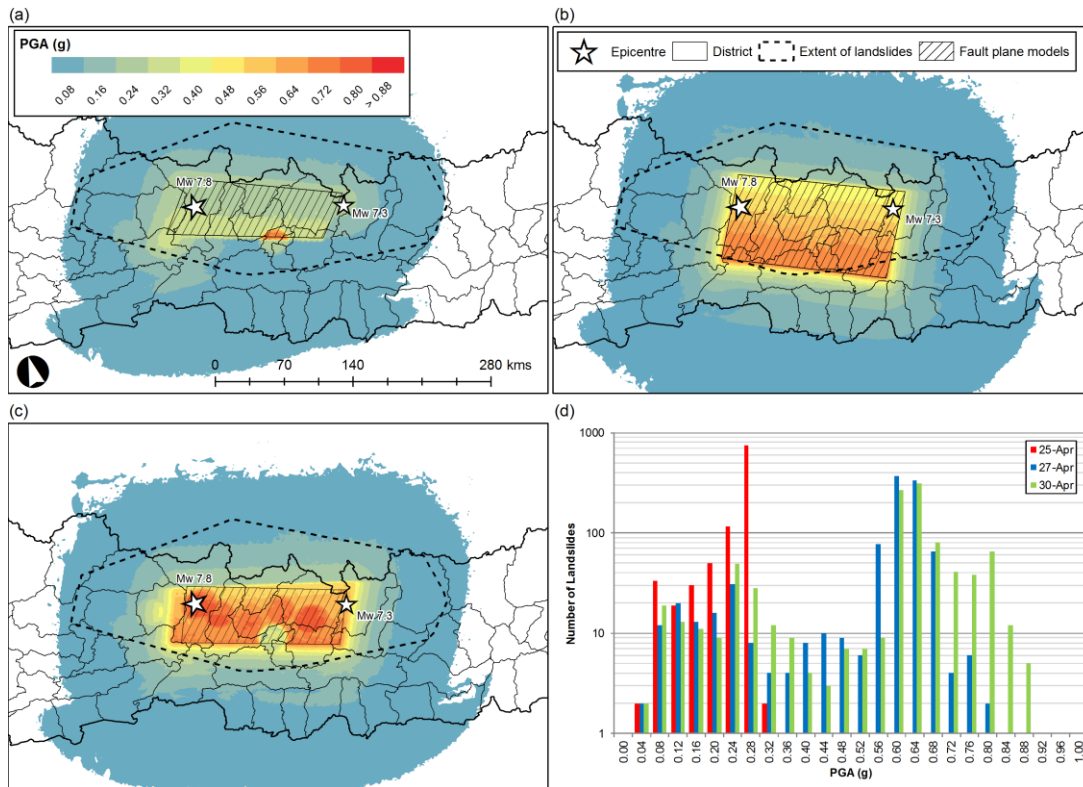 (a)
PGA (g)
0.08 0.16 0.24 0.32 0.40 0.48 0.56 0.64 0.72 0.80 > 0.88
Mw 7.8
Mw 7.3
0 70 140 280 kms
(b)
Epicentre District Extent of landslides Fault plane models
Mw 7.8
Mw 7.3
(c)
Mw 7.8
Mw 7.3
(d)
1000
100
10
1
Number of Landslides
25-Apr
27-Apr
30-Apr
0.00 0.04 0.08 0.12 0.16 0.20 0.24 0.28 0.32 0.36 0.40 0.44 0.48 0.52 0.56 0.60 0.64 0.68 0.72 0.76 0.80 0.84 0.88 0.92 0.96 1.00
PGA (g)